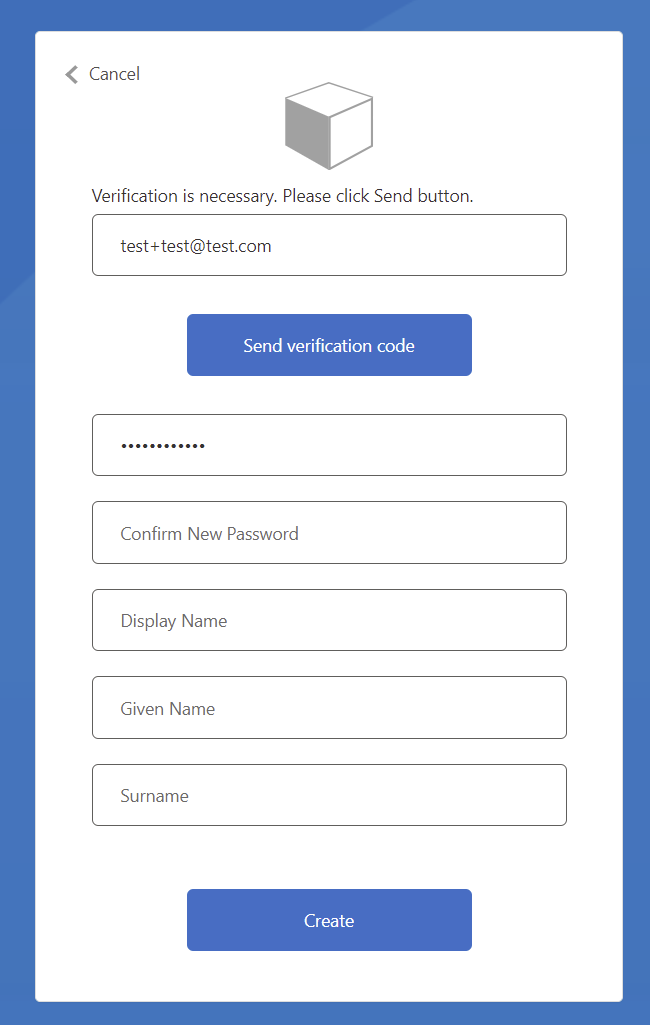 Cancel
Verification is necessary. Please click Send button.
test+test@test.com
Send verification code
••••••••••••
Confirm New Password
Display Name
Given Name
Surname
Create